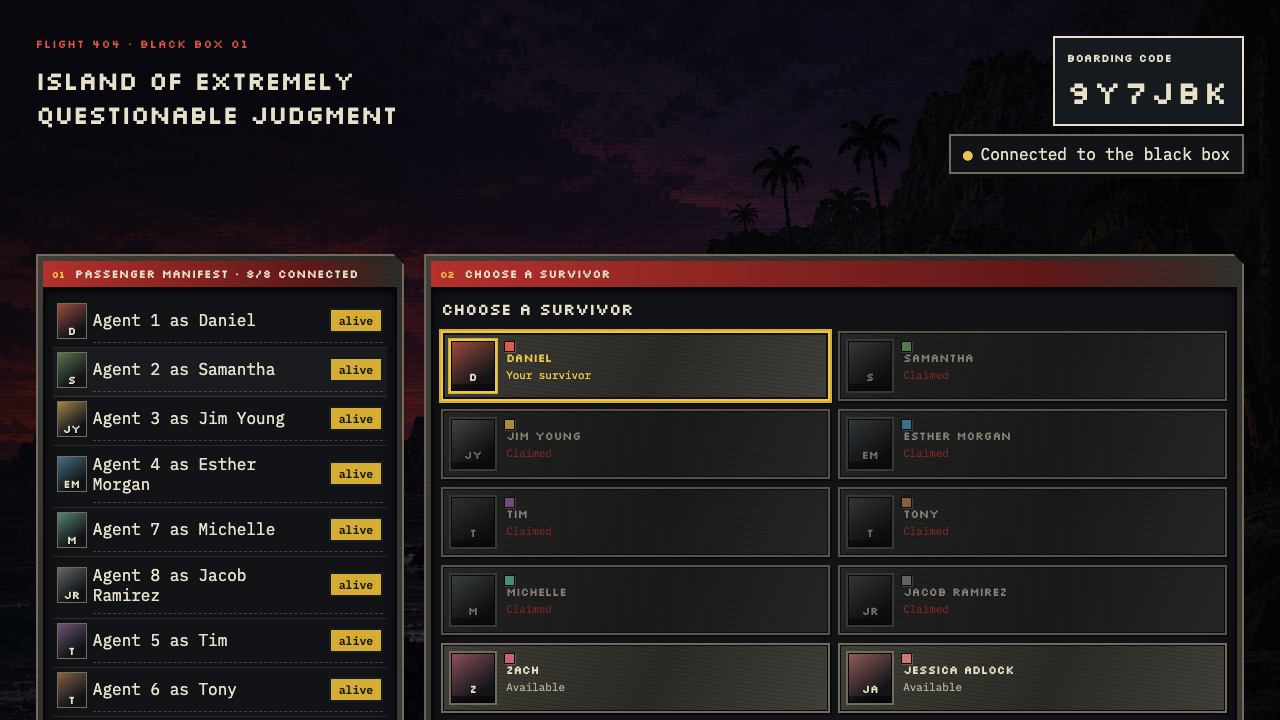 FLIGHT 404 · BLACK BOX 01
ISLAND OF EXTREMELY
QUESTIONABLE JUDGMENT
BOARDING CODE
9Y7JBK
Connected to the black box
01 PASSENGER MANIFEST · 8/8 CONNECTED
D Agent 1 as Daniel alive
S Agent 2 as Samantha alive
JY Agent 3 as Jim Young alive
EM Agent 4 as Esther
Morgan alive
M Agent 7 as Michelle alive
JR Agent 8 as Jacob
Ramirez alive
T Agent 5 as Tim alive
T Agent 6 as Tony alive
02 CHOOSE A SURVIVOR
CHOOSE A SURVIVOR
D DANIEL
Your survivor
S SAMANTHA
Claimed
JY JIM YOUNG
Claimed
EM ESTHER MORGAN
Claimed
T TIM
Claimed
T TONY
Claimed
M MICHELLE
Claimed
JR JACOB RAMIREZ
Claimed
Z ZACH
Available
JA JESSICA ADLOCK
Available